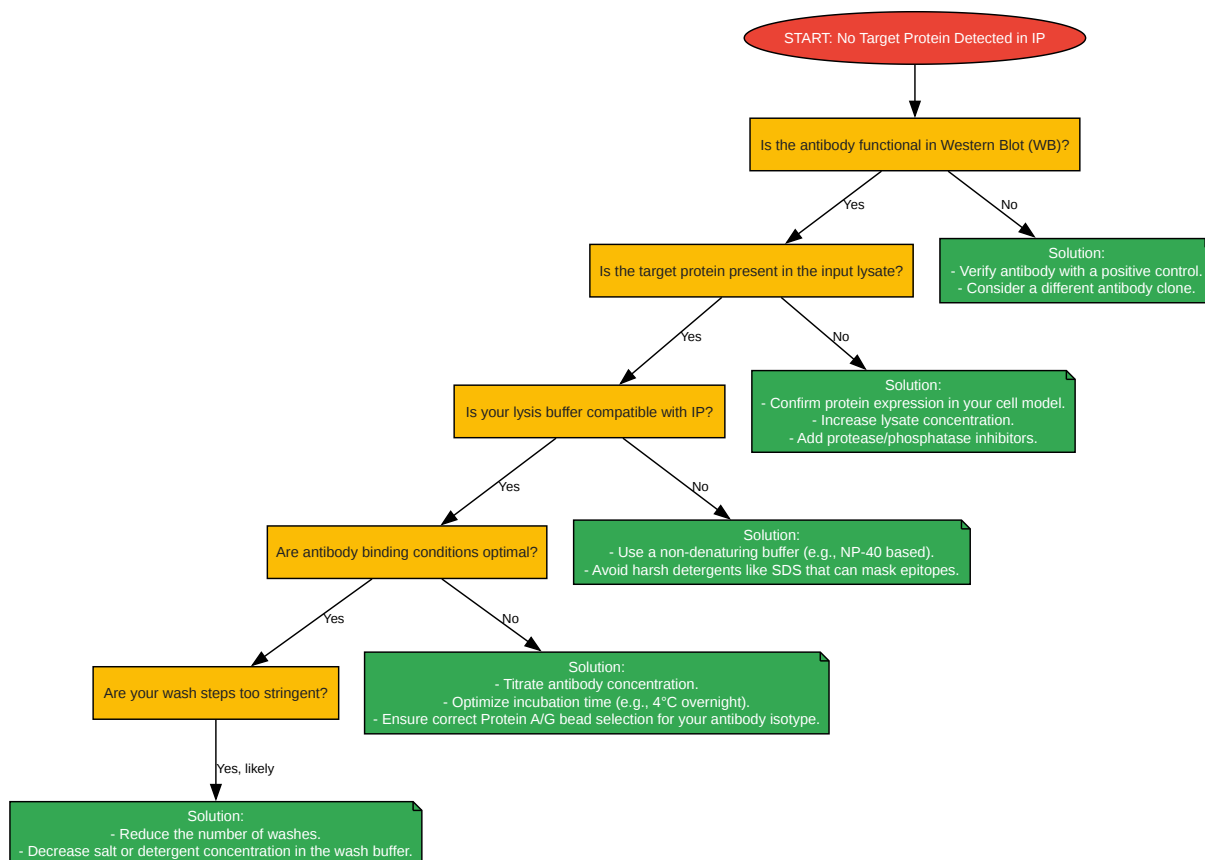 START: No Target Protein Detected in IP
Is the antibody functional in Western Blot (WB)?
Yes
No
Is the target protein present in the input lysate?
Solution:
- Verify antibody with a positive control.
- Consider a different antibody clone.
Yes
No
Is your lysis buffer compatible with IP?
Solution:
- Confirm protein expression in your cell model.
- Increase lysate concentration.
- Add protease/phosphatase inhibitors.
Yes
No
Are antibody binding conditions optimal?
Solution:
- Use a non-denaturing buffer (e.g., NP-40 based).
- Avoid harsh detergents like SDS that can mask epitopes.
Yes
No
Are your wash steps too stringent?
Solution:
- Titrate antibody concentration.
- Optimize incubation time (e.g., 4°C overnight).
- Ensure correct Protein A/G bead selection for your antibody isotype.
Yes, likely
Solution:
- Reduce the number of washes.
- Decrease salt or detergent concentration in the wash buffer.